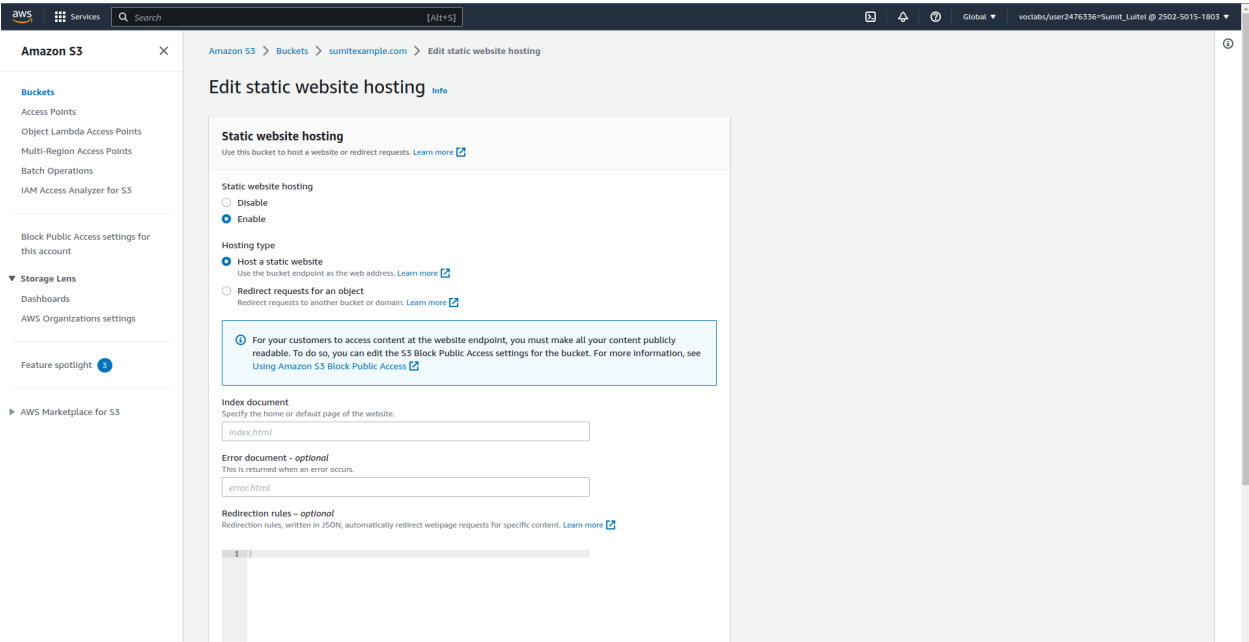 aws Services Search [Alt+S] Global ▼ voclabs/user2476336=Sumit_Luitel @ 2502-5015-1803 ▼
Amazon S3
Buckets
Access Points
Object Lambda Access Points
Multi-Region Access Points
Batch Operations
IAM Access Analyzer for S3
Block Public Access settings for
this account
Storage Lens
Dashboards
AWS Organizations settings
Feature spotlight 3
AWS Marketplace for S3
Amazon S3 > Buckets > sumitexample.com > Edit static website hosting
Edit static website hosting Info
Static website hosting
Use this bucket to host a website or redirect requests. Learn more
Static website hosting
Disable
Enable
Hosting type
Host a static website
Use the bucket endpoint as the web address. Learn more
Redirect requests for an object
Redirect requests to another bucket or domain. Learn more
For your customers to access content at the website endpoint, you must make all your content publicly
readable. To do so, you can edit the S3 Block Public Access settings for the bucket. For more information, see
Using Amazon S3 Block Public Access
Index document
Specify the home or default page of the website.
index.html
Error document - optional
This is returned when an error occurs.
error.html
Redirection rules – optional
Redirection rules, written in JSON, automatically redirect webpage requests for specific content. Learn more
1